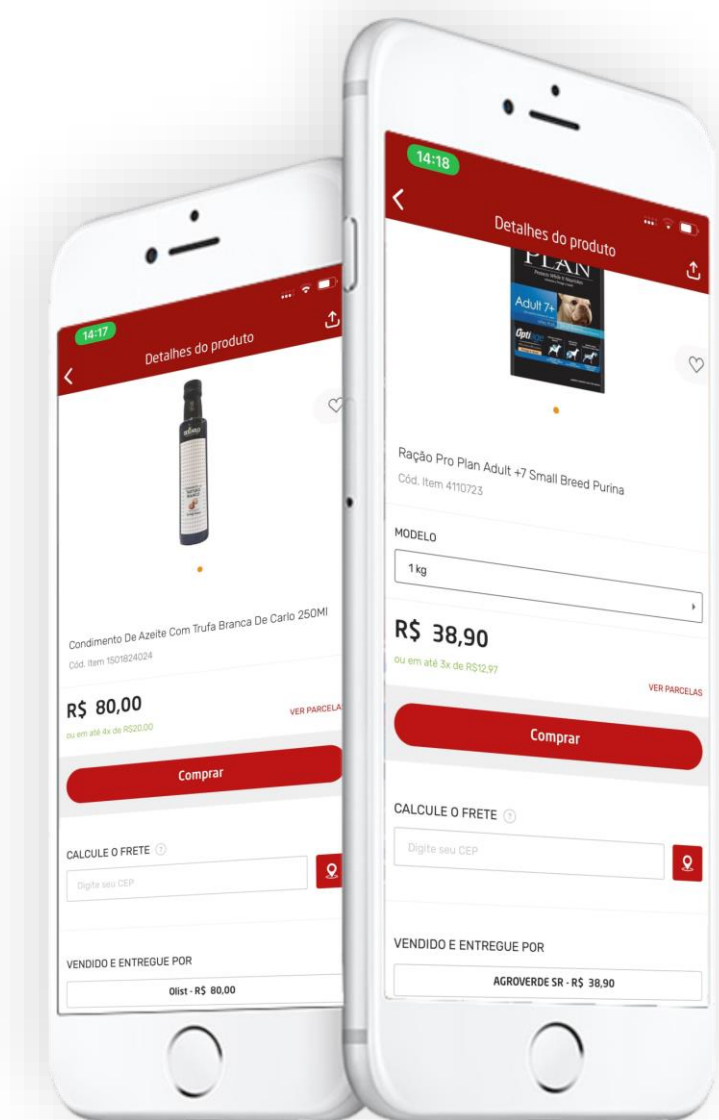 14:17
Detalhes do produto
Condimento De Azeite Com Trufa Branca De Carlo 250Ml
Cód. Item 1501824024
R$ 80,00
ou em até 4x de R$20,00
VER PARCELA
Comprar
CALCULE O FRETE
Digite seu CEP
VENDIDO E ENTREGUE POR
Olist - R$ 80,00
14:18
Detalhes do produto
PLAN
Adult 7+
Opti
Ração Pro Plan Adult +7 Small Breed Purina
Cód. Item 4110723
MODELO
1 kg
R$ 38,90
ou em até 3x de R$12,97
VER PARCELAS
Comprar
CALCULE O FRETE ?
Digite seu CEP
VENDIDO E ENTREGUE POR
AGROVERDE SR - R$ 38,90